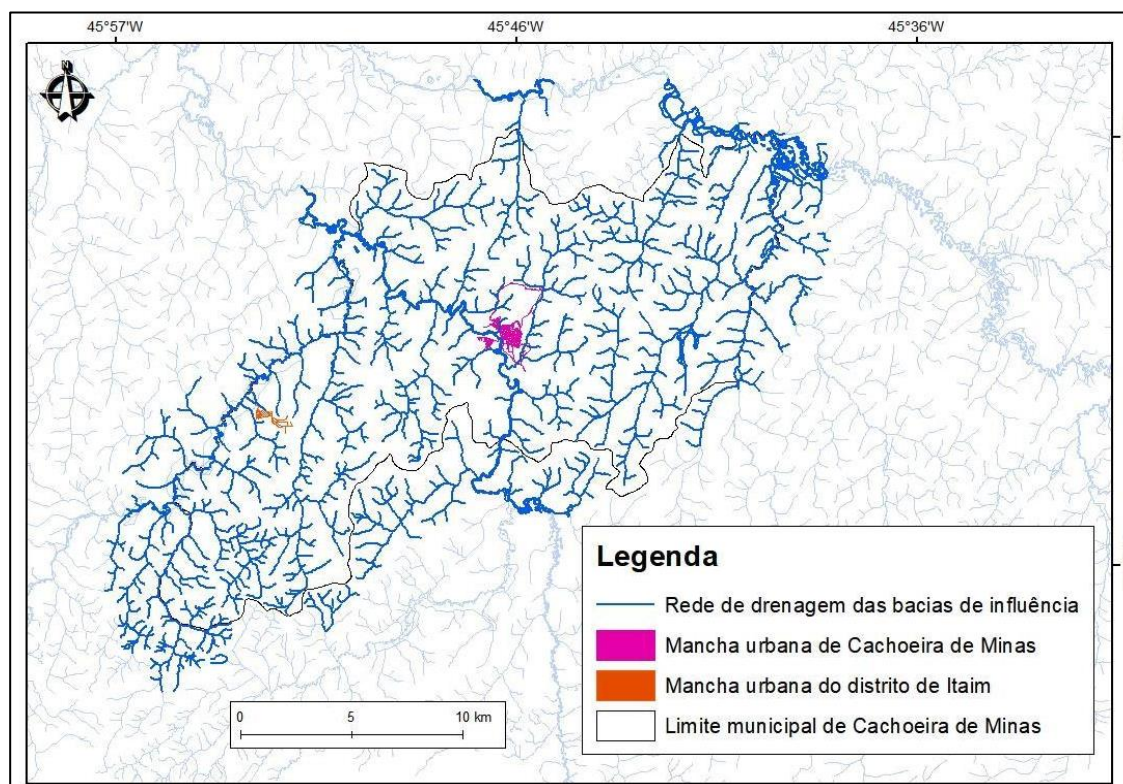 45°57'W 45°46'W 45°36'W
N
Legenda
Rede de drenagem das bacias de influência
Mancha urbana de Cachoeira de Minas
Mancha urbana do distrito de Itaim
Limite municipal de Cachoeira de Minas
0 5 10 km